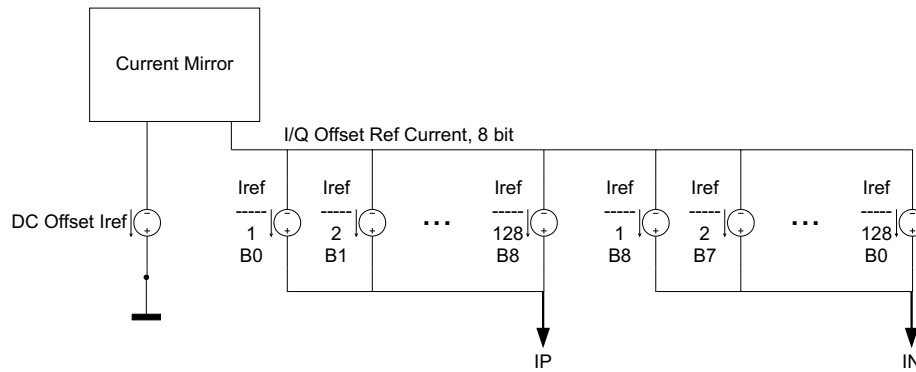 Current Mirror
I/Q Offset Ref Current, 8 bit
DC Offset Iref
Iref
-----
1
B0
Iref
-----
2
B1
...
Iref
-----
128
B8
Iref
-----
1
B8
Iref
-----
2
B7
...
Iref
-----
128
B0
IP
IN